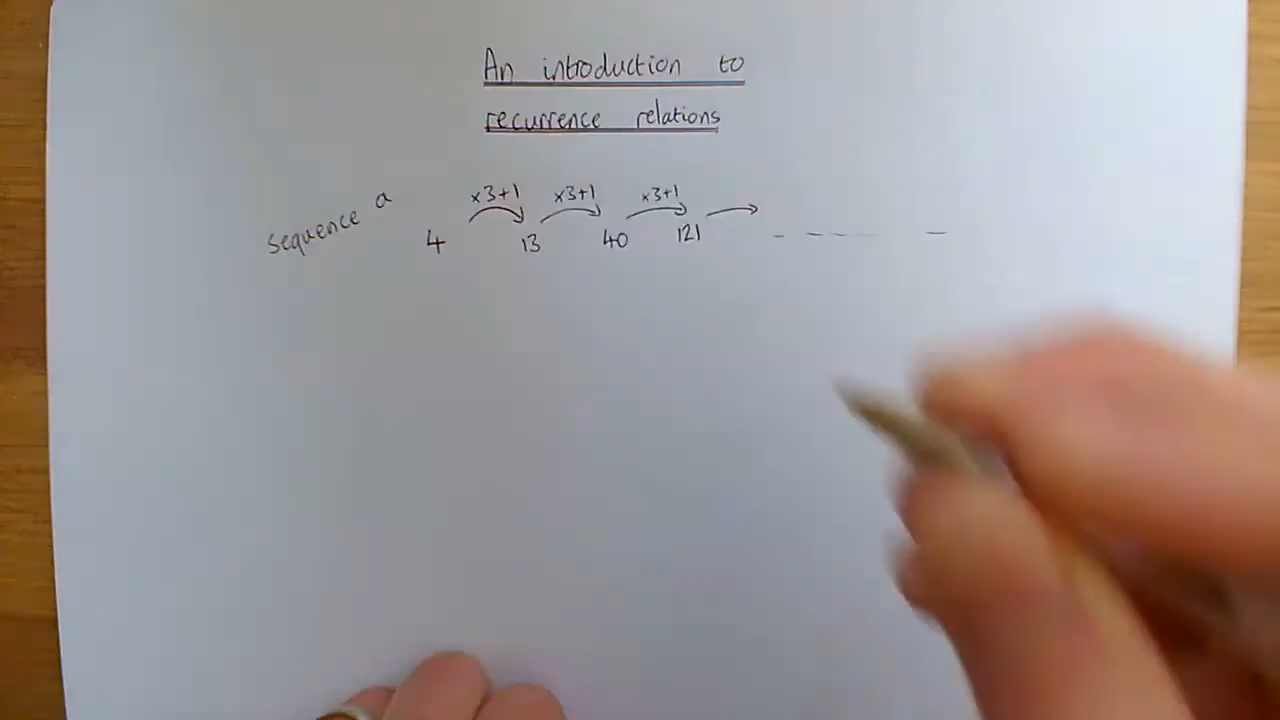 An introduction to
recurrence relations
×3+1 ×3+1 ×3+1
sequence a 4 13 40 121